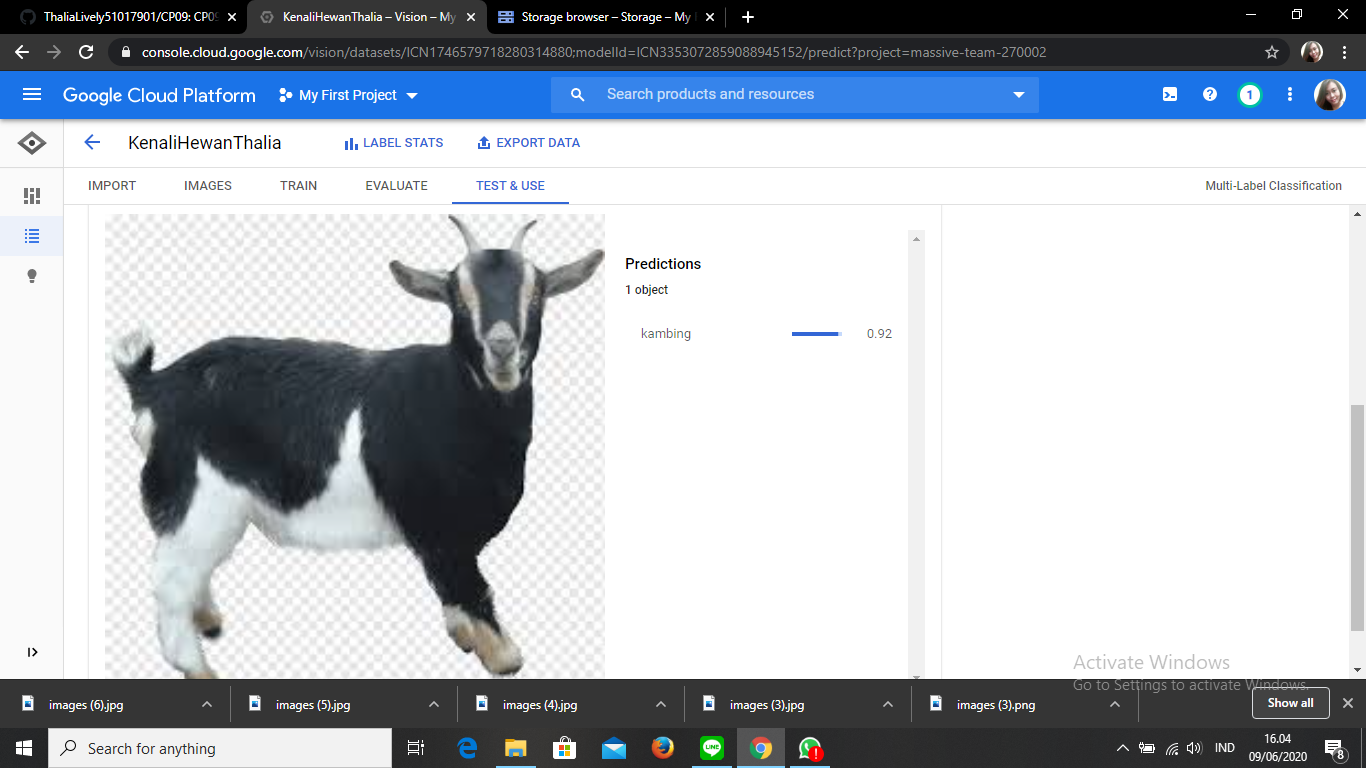 ThaliaLively51017901/CP09: CP09
KenaliHewanThalia – Vision – My
Storage browser – Storage – My
console.cloud.google.com/vision/datasets/ICN1746579718280314880;modelId=ICN3353072859088945152/predict?project=massive-team-270002
Google Cloud Platform
My First Project
Search products and resources
1
KenaliHewanThalia
LABEL STATS
EXPORT DATA
IMPORT
IMAGES
TRAIN
EVALUATE
TEST & USE
Multi-Label Classification
Predictions
1 object
kambing
0.92
Activate Windows
Go to Settings to activate Windows.
images (6).jpg
images (5).jpg
images (4).jpg
images (3).jpg
images (3).png
Show all
Search for anything
LINE
IND
16.04
09/06/2020
8